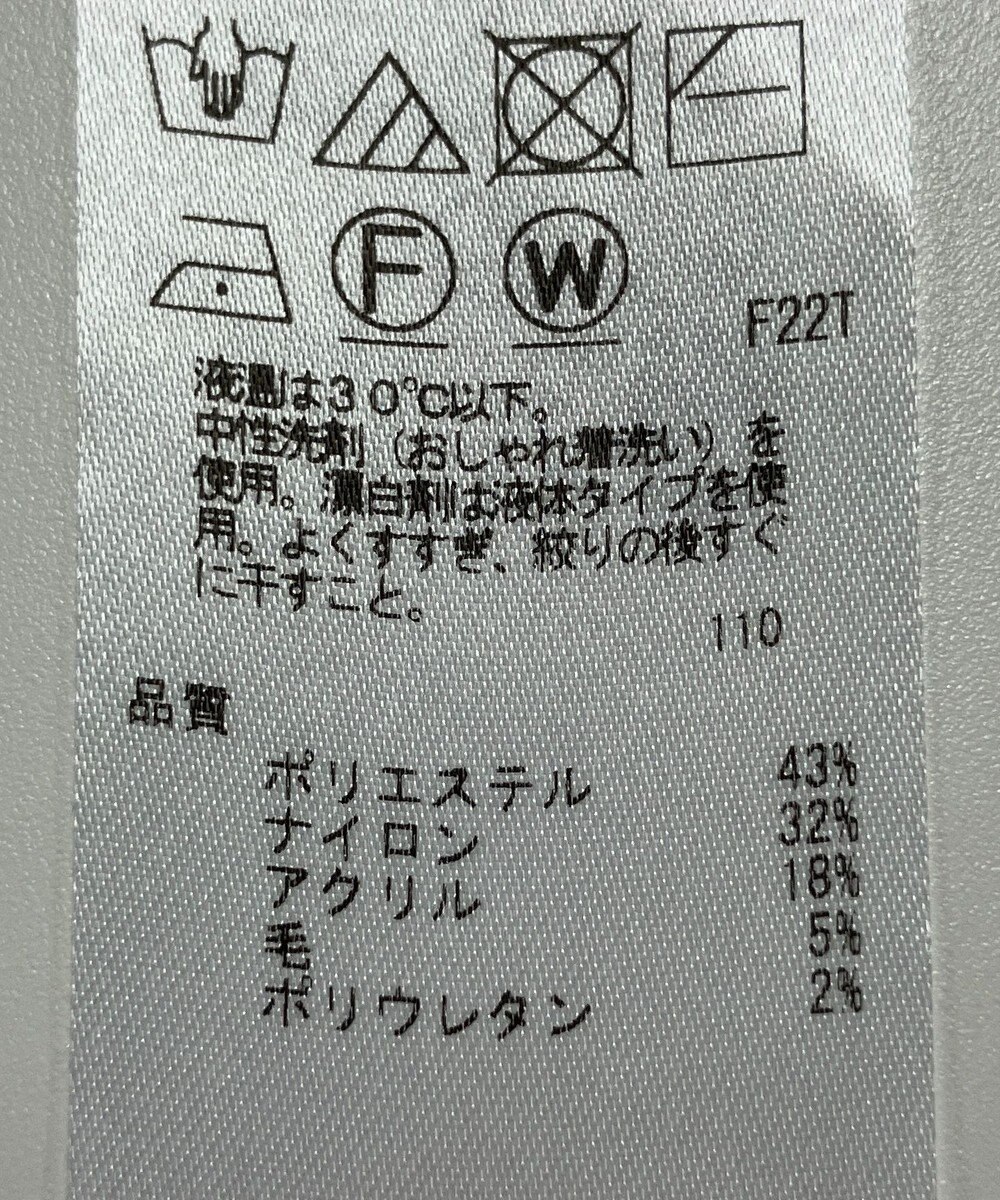 F W
F22T
液温は30℃以下。
中性洗剤(おしゃれ着洗い)を
使用。漂白剤は液体タイプを使
用。よくすすぎ、絞りの後すぐ
に干すこと。
110
品質
ポリエステル 43%
ナイロン 32%
アクリル 18%
毛 5%
ポリウレタン 2%